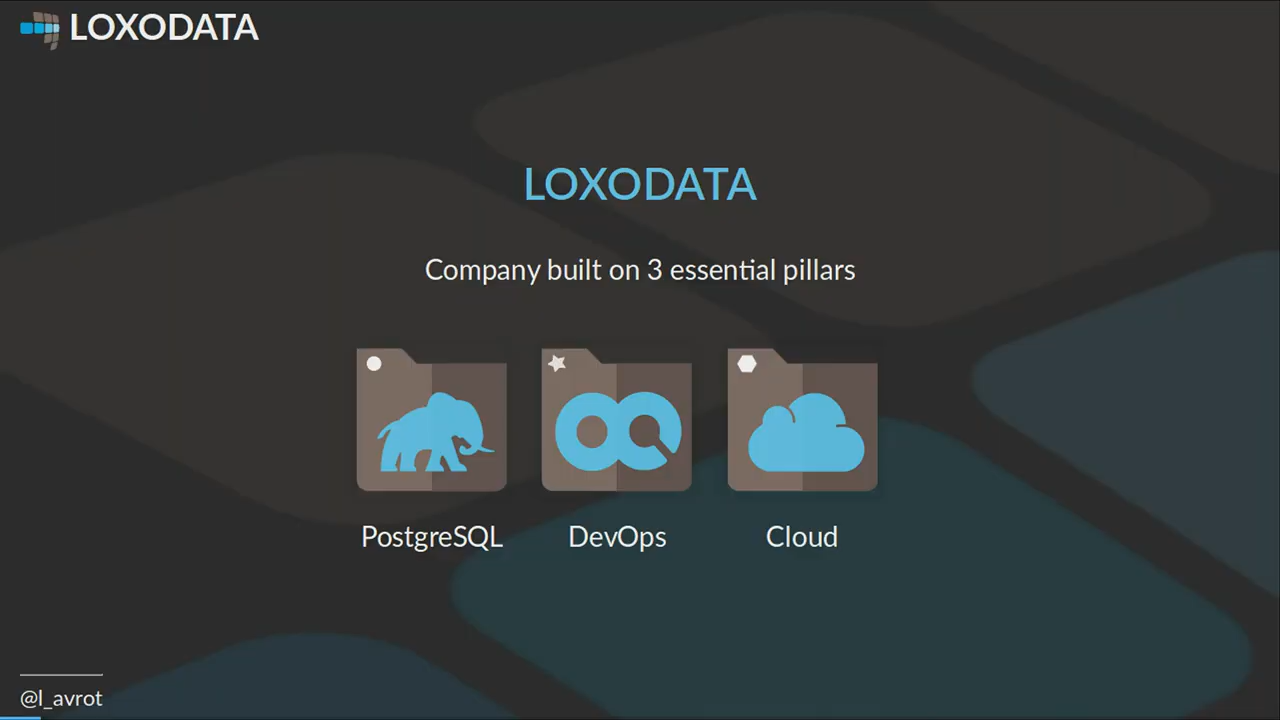 LOXODATA
LOXODATA
Company built on 3 essential pillars
PostgreSQL
DevOps
Cloud
@l_avrot